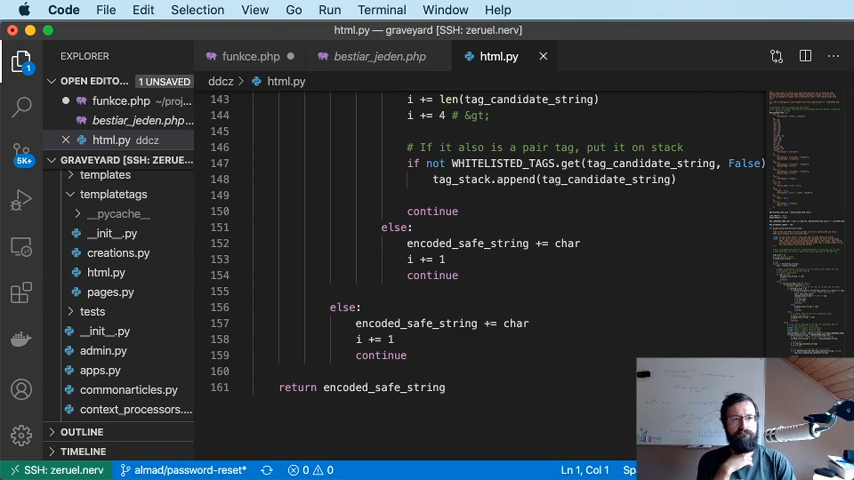 Code File Edit Selection View Go Run Terminal Window Help
html.py — graveyard [SSH: zeruel.nerv]
EXPLORER
funkce.php
bestiar_jeden.php
html.py
ddcz > html.py
OPEN EDITO... 1 UNSAVED
funkce.php ~/proj...
bestiar_jeden.php...
html.py ddcz
GRAVEYARD [SSH: ZERUE...
templates
templatetags
__pycache__
__init__.py
creations.py
html.py
pages.py
tests
__init__.py
admin.py
apps.py
commonarticles.py
context_processors....
OUTLINE
TIMELINE
1
5K+
143 i += len(tag_candidate_string)
144 i += 4 # &gt;
145
146 # If it also is a pair tag, put it on stack
147 if not WHITELISTED_TAGS.get(tag_candidate_string, False)
148 tag_stack.append(tag_candidate_string)
149
150 continue
151 else:
152 encoded_safe_string += char
153 i += 1
154 continue
155
156 else:
157 encoded_safe_string += char
158 i += 1
159 continue
160
161 return encoded_safe_string
SSH: zeruel.nerv almad/password-reset* 0 0 Ln 1, Col 1 Sp